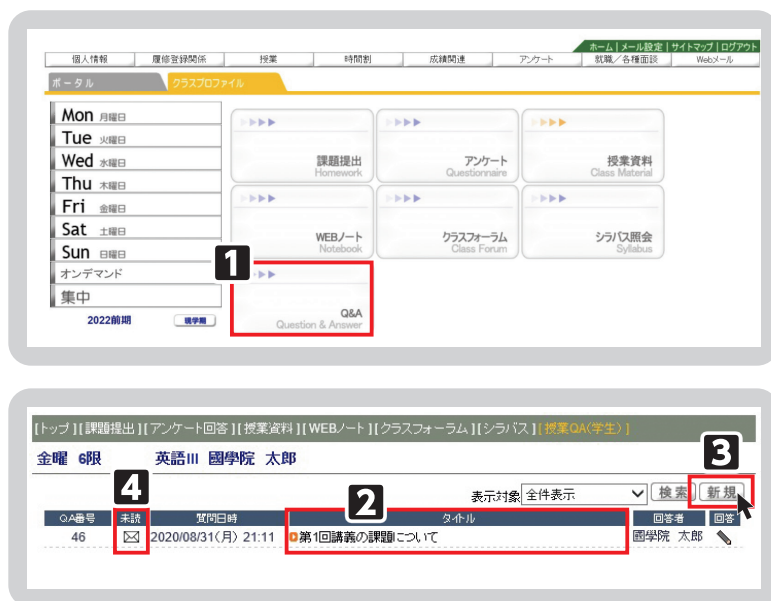 ホーム | メール設定 | サイトマップ | ログアウト
個人情報 履修登録関係 授業 時間割 成績関連 アンケート 就職/各種面談 Webメール
ポータル クラスプロファイル
Mon 月曜日
Tue 火曜日
Wed 水曜日
Thu 木曜日
Fri 金曜日
Sat 土曜日
Sun 日曜日
オンデマンド
集中
2022前期 現学期
課題提出
Homework
アンケート
Questionnaire
授業資料
Class Material
WEBノート
Notebook
クラスフォーラム
Class Forum
シラバス照会
Syllabus
1
Q&A
Question & Answer
[トップ][課題提出][アンケート回答][授業資料][WEBノート][クラスフォーラム][シラバス][授業QA(学生)]
金曜 6限 英語III 國學院 太郎
3
4
2
表示対象 全件表示 検索 新規
QA番号 未読 質問日時 タイトル 回答者 回答
46 2020/08/31(月) 21:11 第1回講義の課題について 國學院 太郎